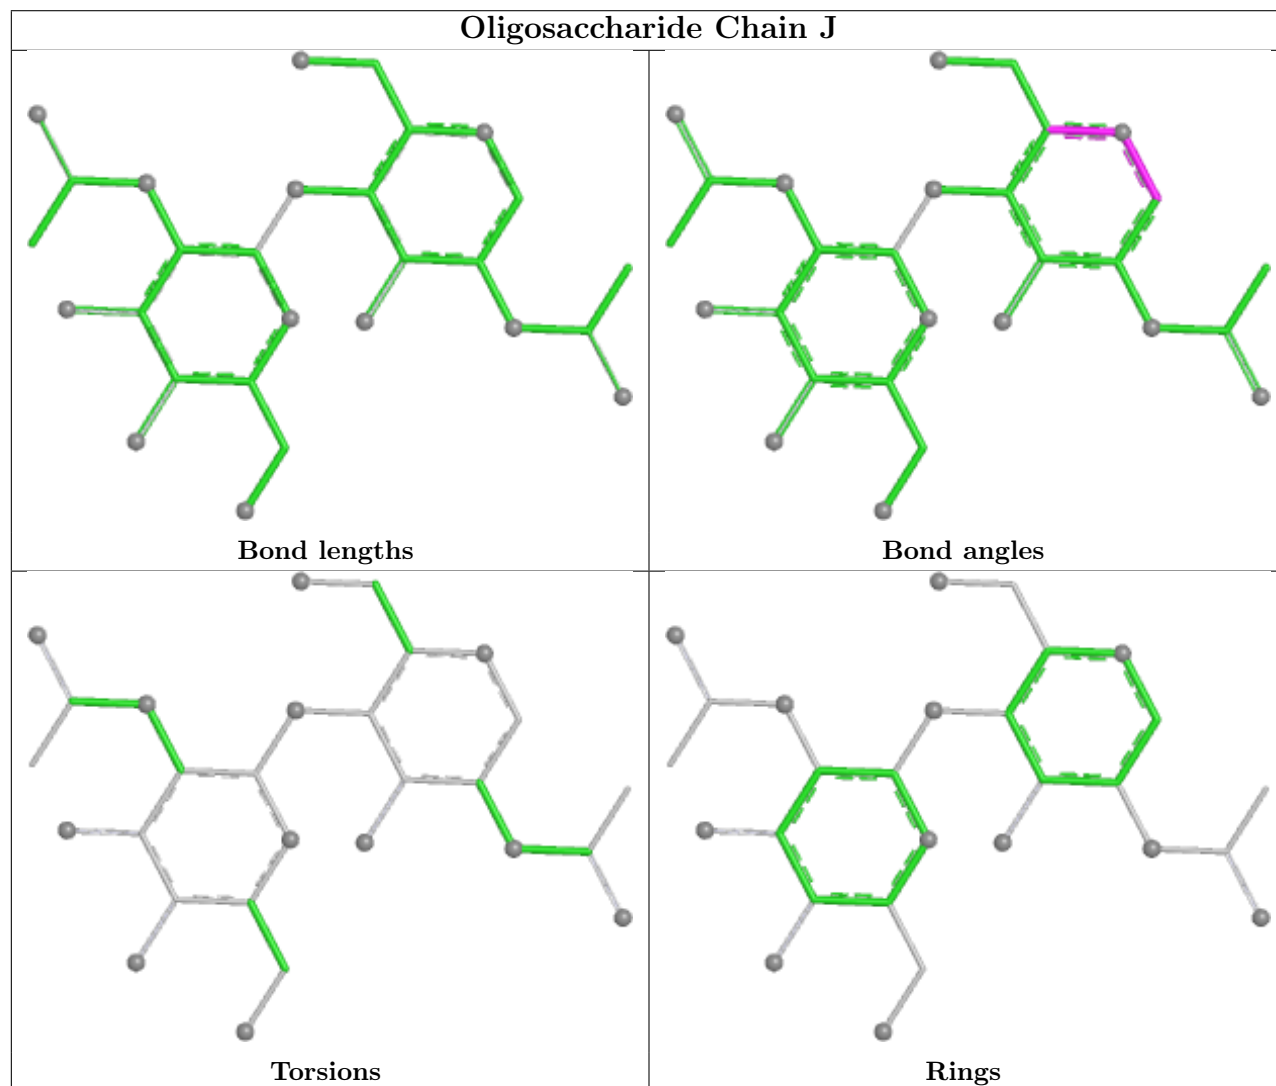 Oligosaccharide Chain J
Bond lengths
Bond angles
Torsions
Rings